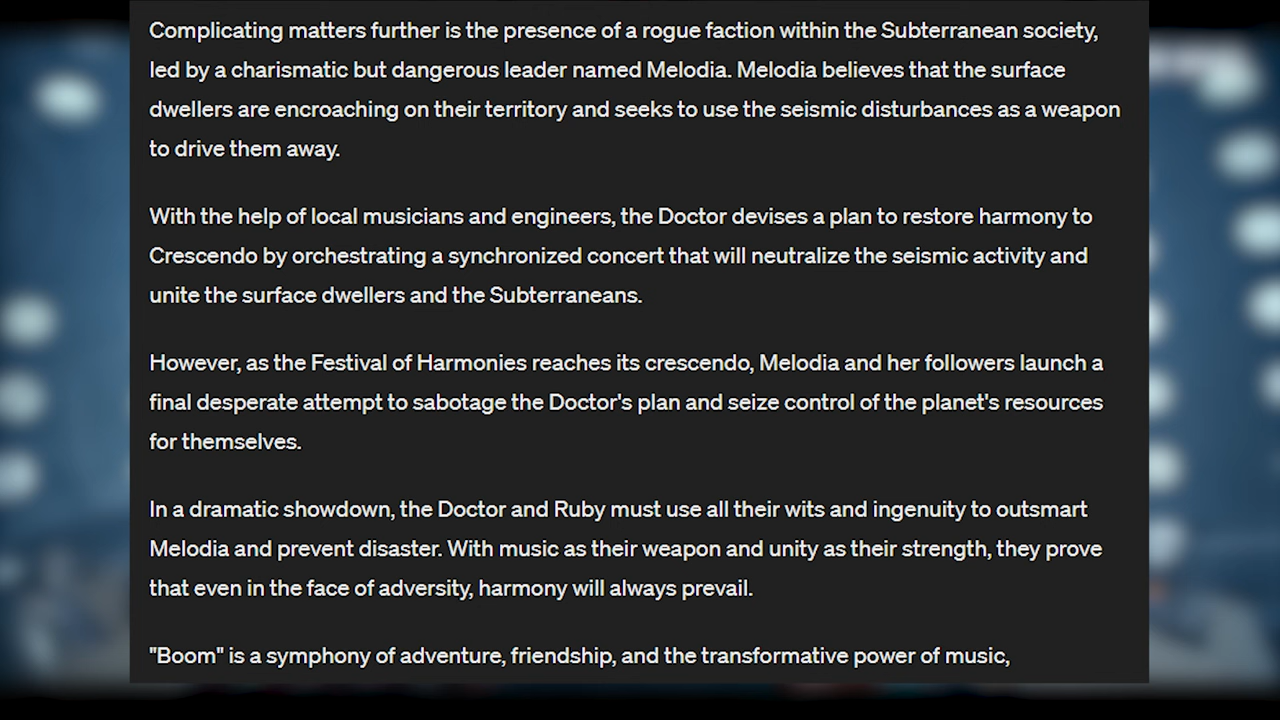 Complicating matters further is the presence of a rogue faction within the Subterranean society,
led by a charismatic but dangerous leader named Melodia. Melodia believes that the surface
dwellers are encroaching on their territory and seeks to use the seismic disturbances as a weapon
to drive them away.
With the help of local musicians and engineers, the Doctor devises a plan to restore harmony to
Crescendo by orchestrating a synchronized concert that will neutralize the seismic activity and
unite the surface dwellers and the Subterraneans.
However, as the Festival of Harmonies reaches its crescendo, Melodia and her followers launch a
final desperate attempt to sabotage the Doctor's plan and seize control of the planet's resources
for themselves.
In a dramatic showdown, the Doctor and Ruby must use all their wits and ingenuity to outsmart
Melodia and prevent disaster. With music as their weapon and unity as their strength, they prove
that even in the face of adversity, harmony will always prevail.
"Boom" is a symphony of adventure, friendship, and the transformative power of music,